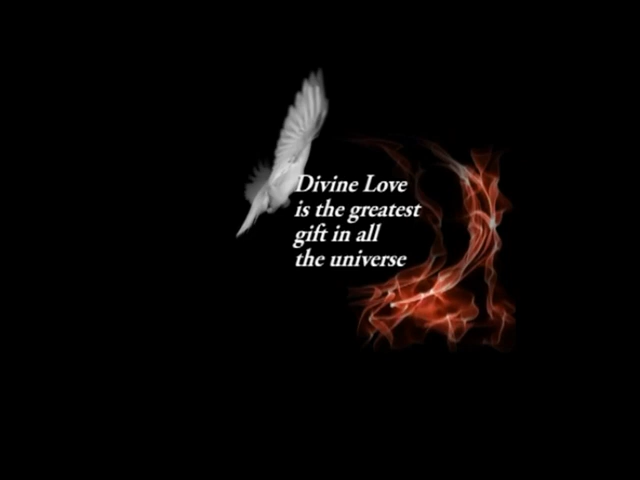 Divine Love
is the greatest
gift in all
the universe